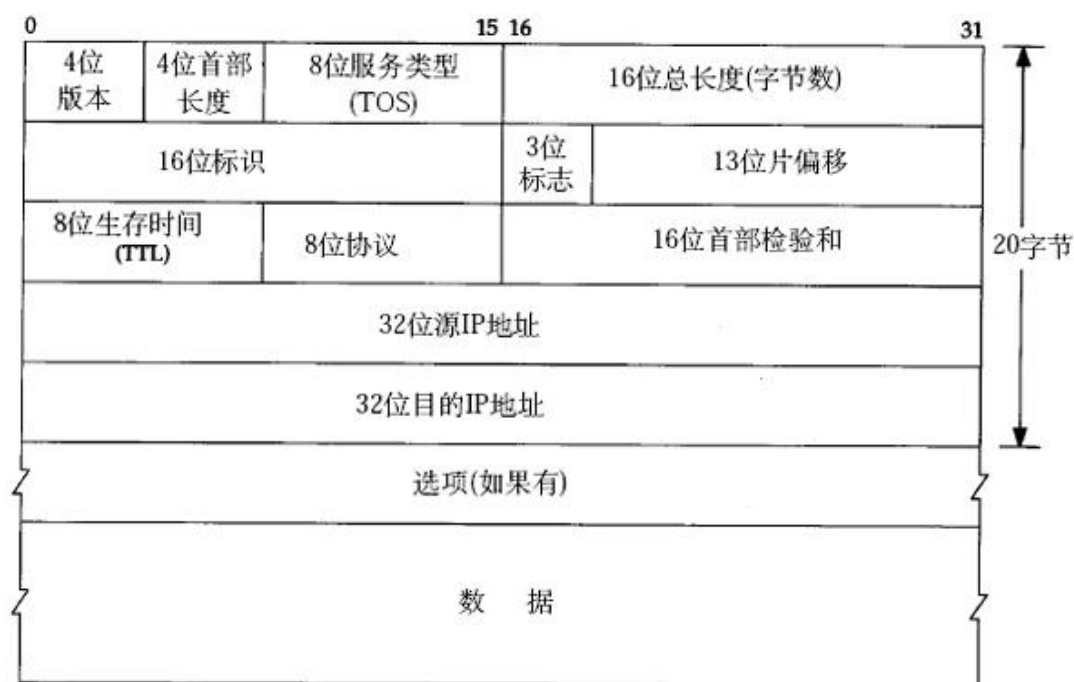 0 15 16 31
4位 4位首部 8位服务类型 16位总长度(字节数)
版本 长度 (TOS)
16位标识 3位 13位片偏移
标志
8位生存时间 8位协议 16位首部检验和
(TTL)
20字节
32位源IP地址
32位目的IP地址
选项(如果有)
数 据